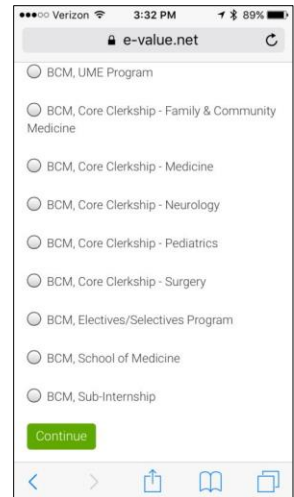 Verizon 3:32 PM 89%
e-value.net
BCM, UME Program
BCM, Core Clerkship - Family & Community
Medicine
BCM, Core Clerkship - Medicine
BCM, Core Clerkship - Neurology
BCM, Core Clerkship - Pediatrics
BCM, Core Clerkship - Surgery
BCM, Electives/Selectives Program
BCM, School of Medicine
BCM, Sub-Internship
Continue